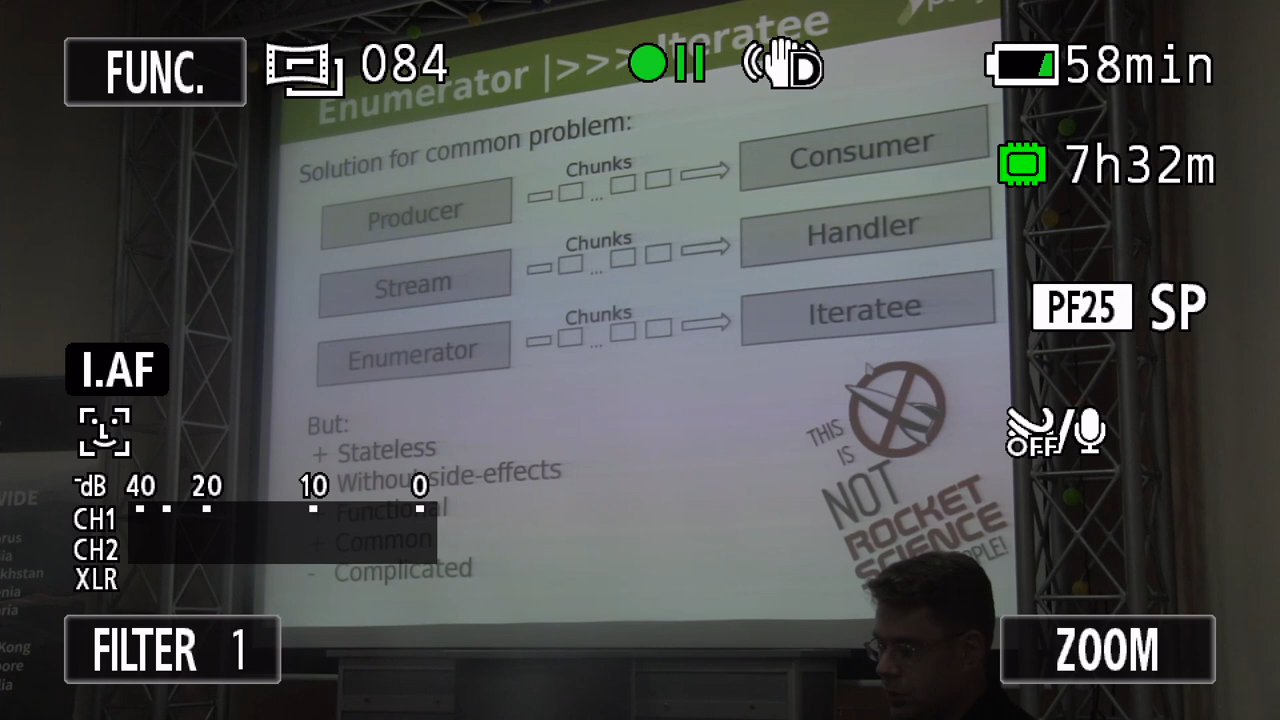 FUNC.
084
58min
7h32m
PF25 SP
I.AF
-dB 40 20 10 0
CH1
CH2
XLR
FILTER 1
ZOOM
OFF
D
Enumerator |>>> Iteratee
Solution for common problem:
Producer
Chunks
...
Consumer
Stream
Chunks
...
Handler
Enumerator
Chunks
...
Iteratee
But:
+ Stateless
Without side-effects
+ Functional
+ Common
- Complicated
THIS
IS
NOT
ROCKET
SCIENCE